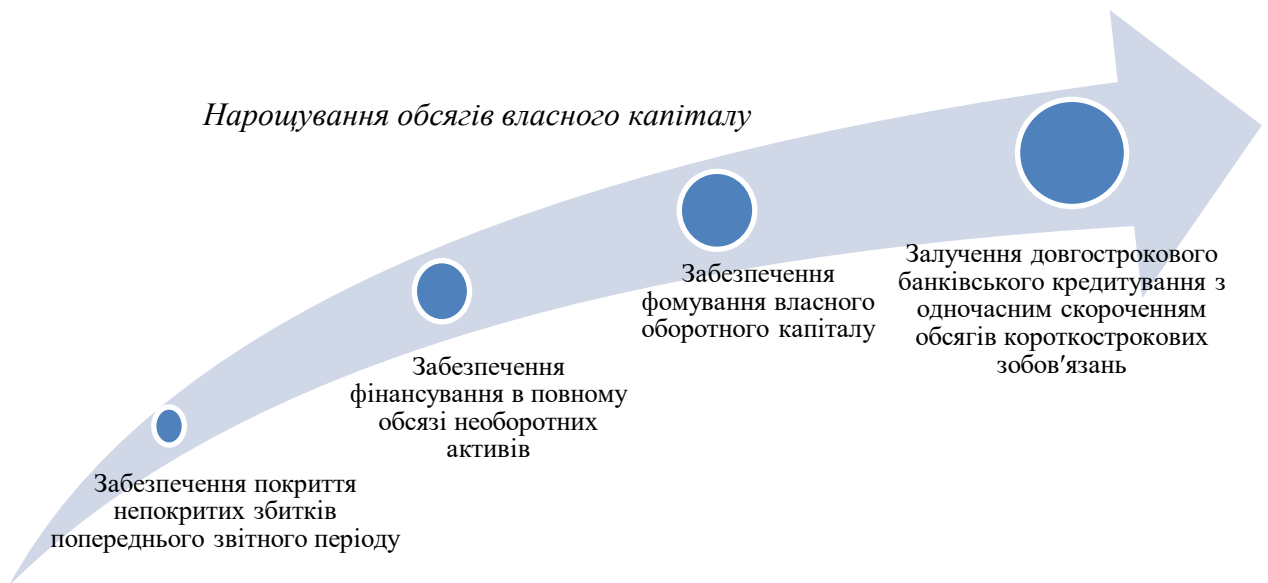 Нарощування обсягів власного капіталу
Залучення довгострокового
банківського кредитування з
одночасним скороченням
обсягів короткострокових
зобов'язань
Забезпечення
фомування власного
оборотного капіталу
Забезпечення
фінансування в повному
обсязі необоротних
активів
Забезпечення покриття
непокритих збитків
попереднього звітного періоду